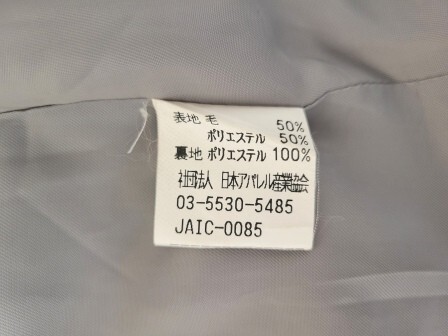 表地 毛 50%
ポリエステル 50%
裏地 ポリエステル 100%
社団法人 日本アパレル産業協会
03-5530-5485
JAIC-0085